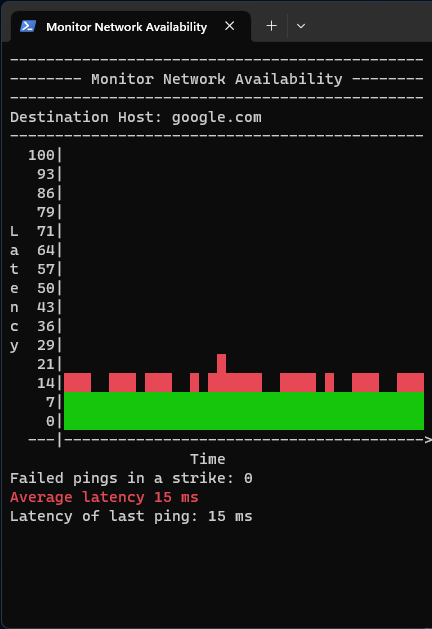 Monitor Network Availability
----------------------------------------------
-------- Monitor Network Availability --------
----------------------------------------------
Destination Host: google.com
----------------------------------------------
100|
93|
86|
79|
L 71|
a 64|
t 57|
e 50|
n 43|
c 36|
y 29|
21|
14|
7|
0|
---|---------------------------------------->
Time
Failed pings in a strike: 0
Average latency 15 ms
Latency of last ping: 15 ms